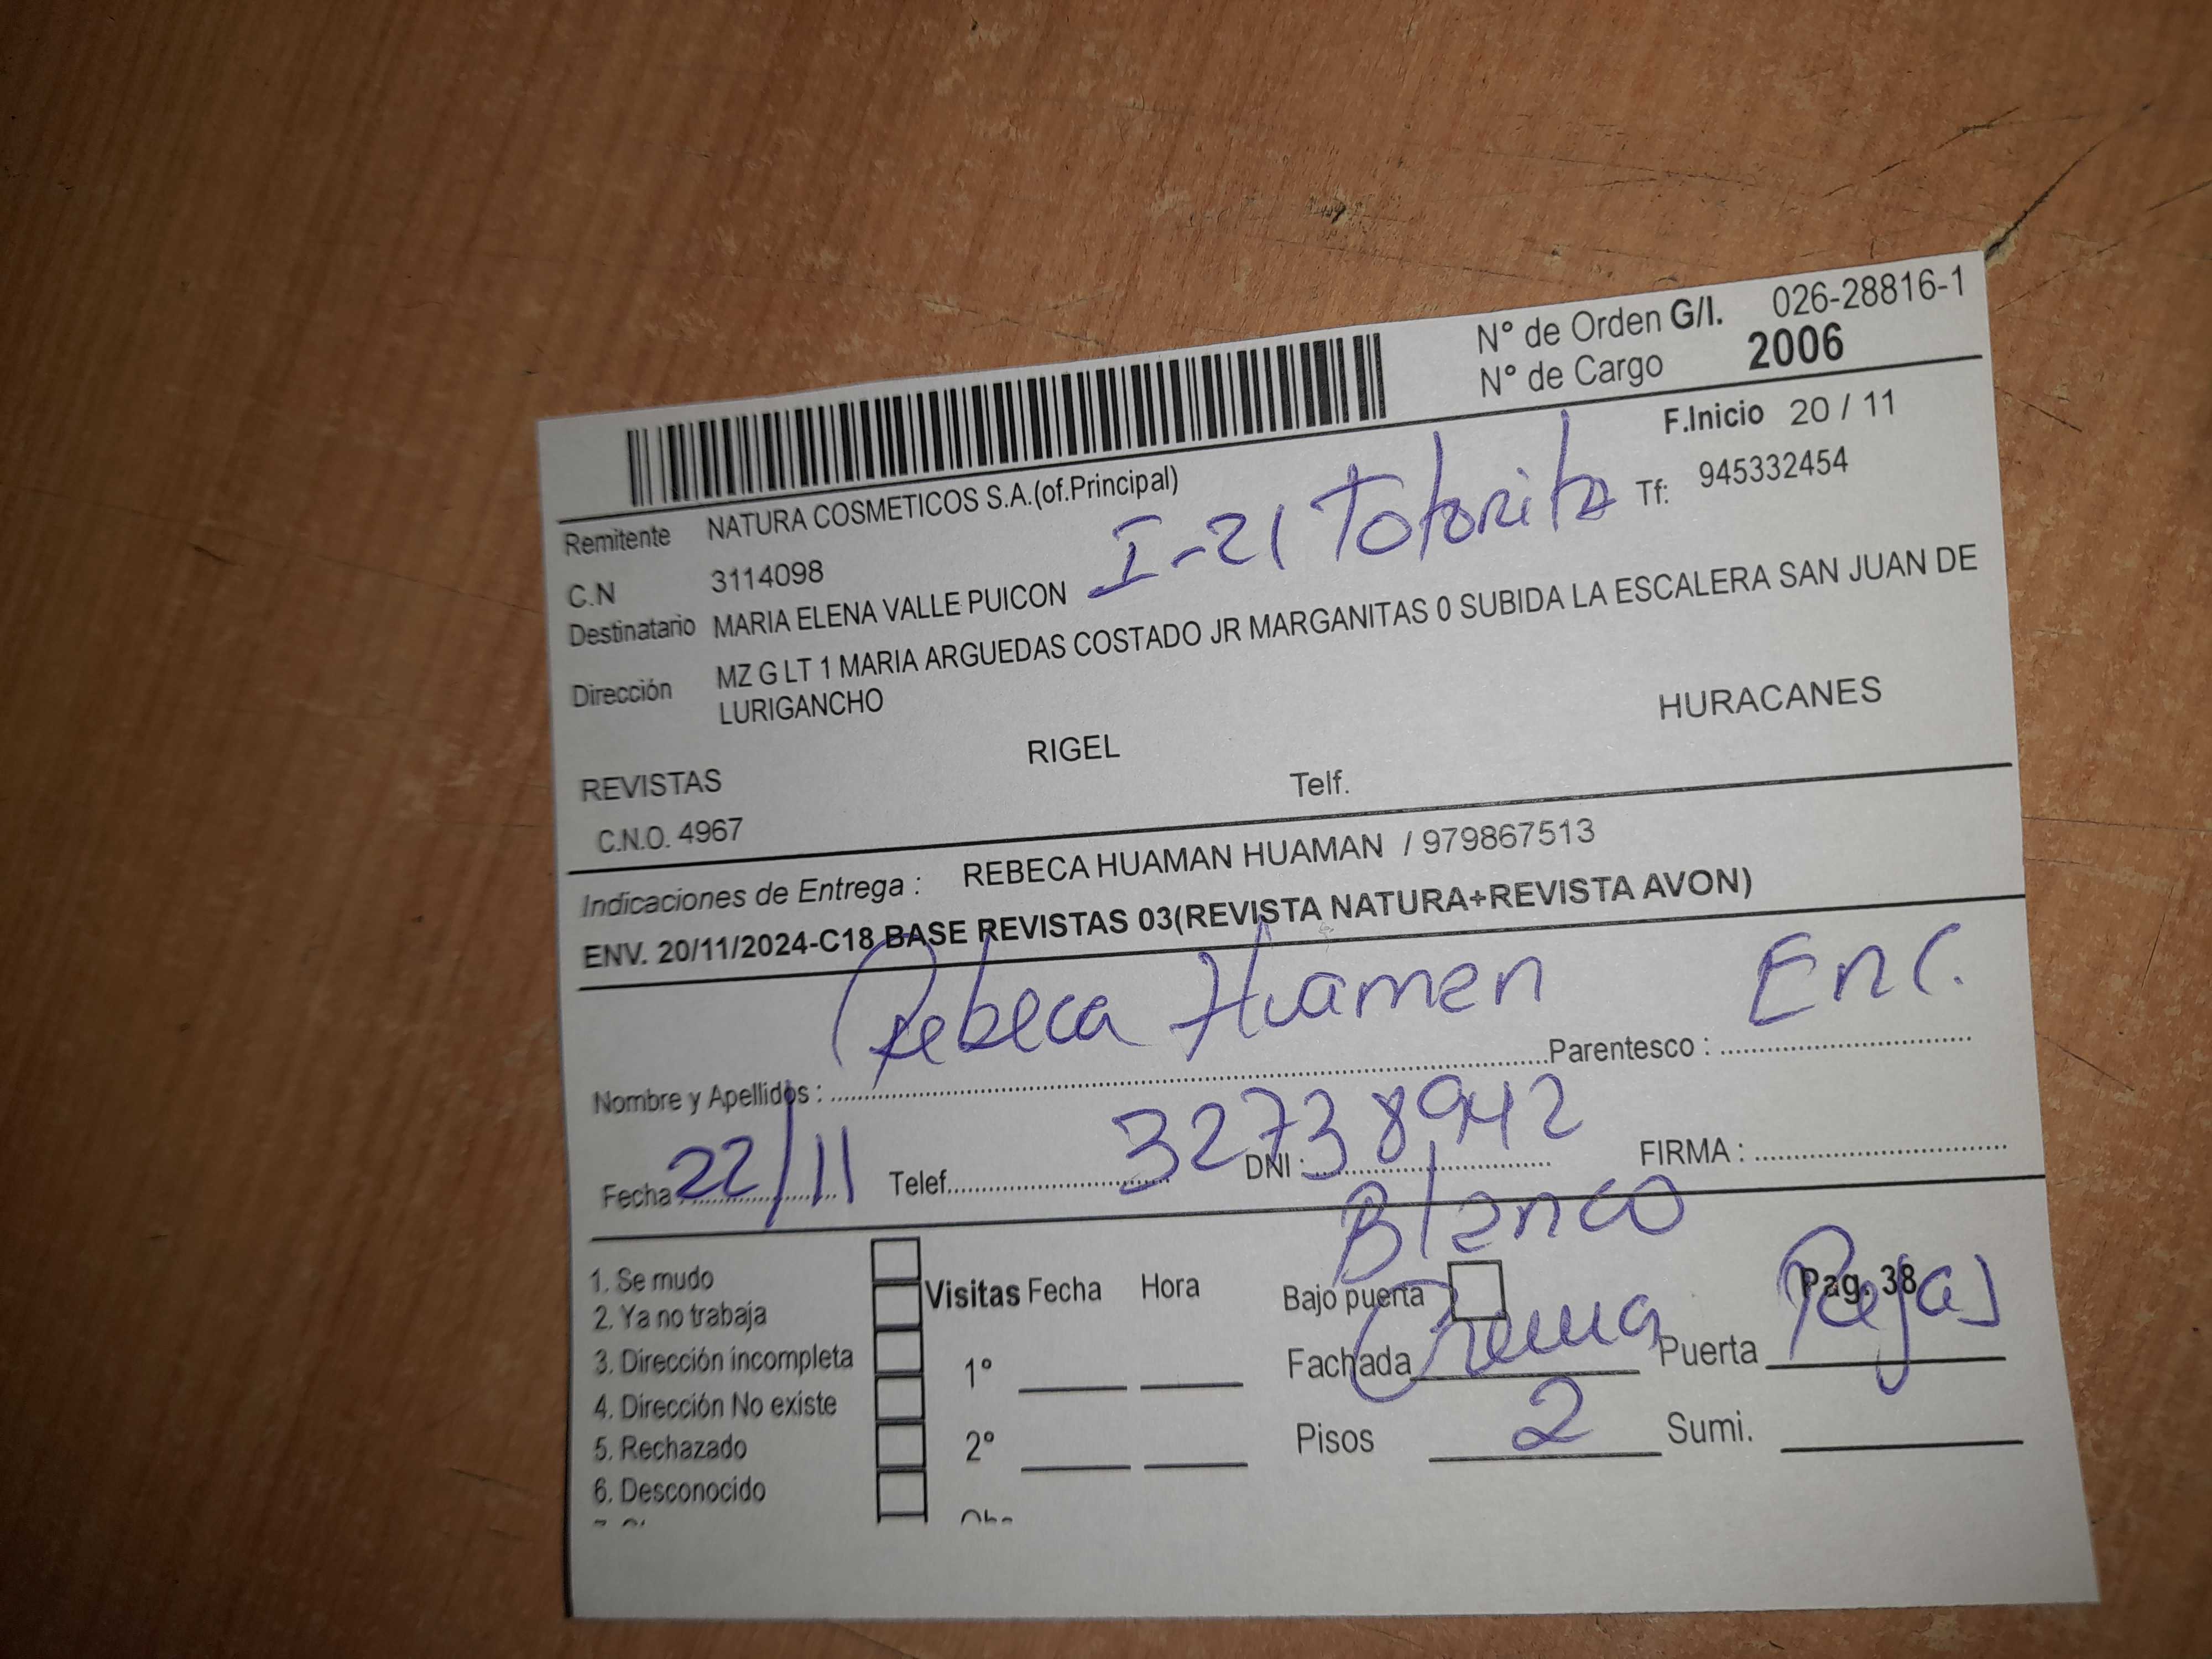 N° de Orden G/I. 026-28816-1
N° de Cargo 2006
F.Inicio 20 / 11
Remitente NATURA COSMETICOS S.A.(of.Principal) I-21 Totorita Tf: 945332454
C.N 3114098
Destinatario MARIA ELENA VALLE PUICON
Dirección MZ G LT 1 MARIA ARGUEDAS COSTADO JR MARGANITAS 0 SUBIDA LA ESCALERA SAN JUAN DE
LURIGANCHO
REVISTAS RIGEL HURACANES
C.N.O. 4967 Telf.
Indicaciones de Entrega : REBECA HUAMAN HUAMAN / 979867513
ENV. 20/11/2024-C18 BASE REVISTAS 03(REVISTA NATURA+REVISTA AVON)
Nombre y Apellidos : Rebeca Huaman Parentesco : Enc.
Fecha 22/11 Telef. DNI : 32738942 FIRMA :
Blanco
1. Se mudo
2. Ya no trabaja
3. Dirección incompleta
4. Dirección No existe
5. Rechazado
6. Desconocido
Visitas Fecha Hora
1°
2°
Bajo puerta Pag. 38
Fachada Crema Puerta Rejas
Pisos 2 Sumi.